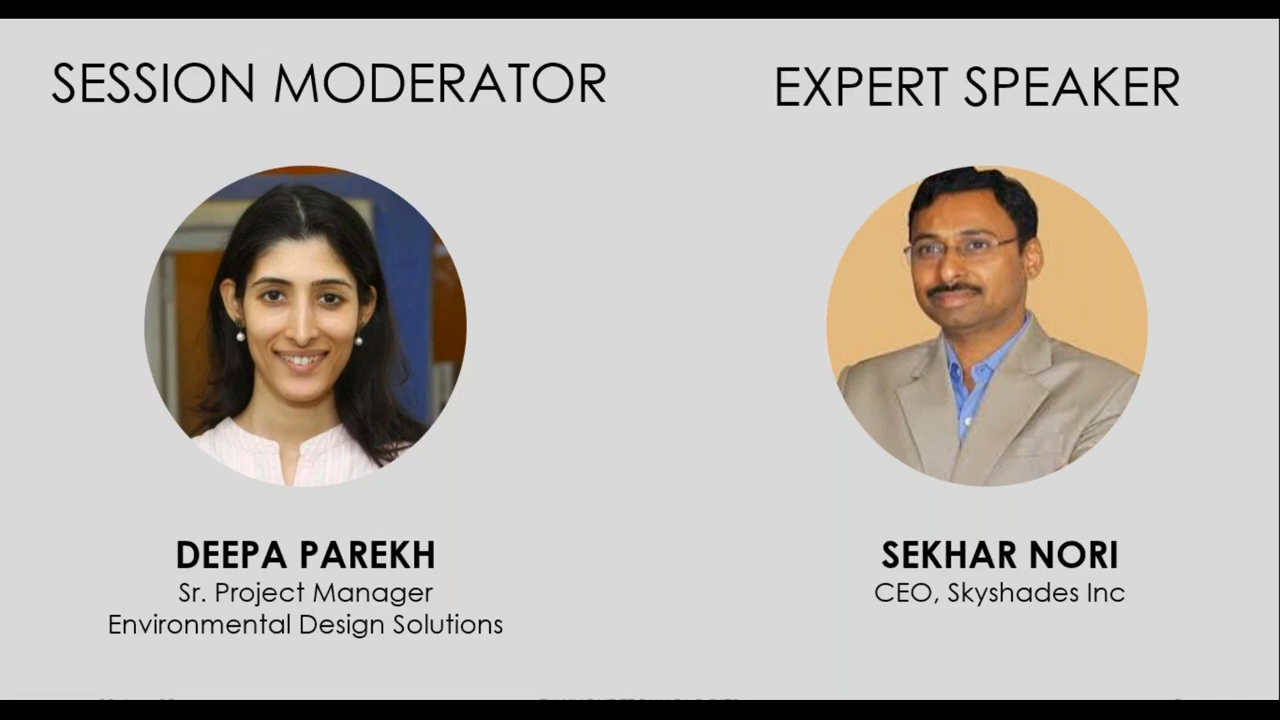 SESSION MODERATOR
EXPERT SPEAKER
DEEPA PAREKH
Sr. Project Manager
Environmental Design Solutions
SEKHAR NORI
CEO, Skyshades Inc